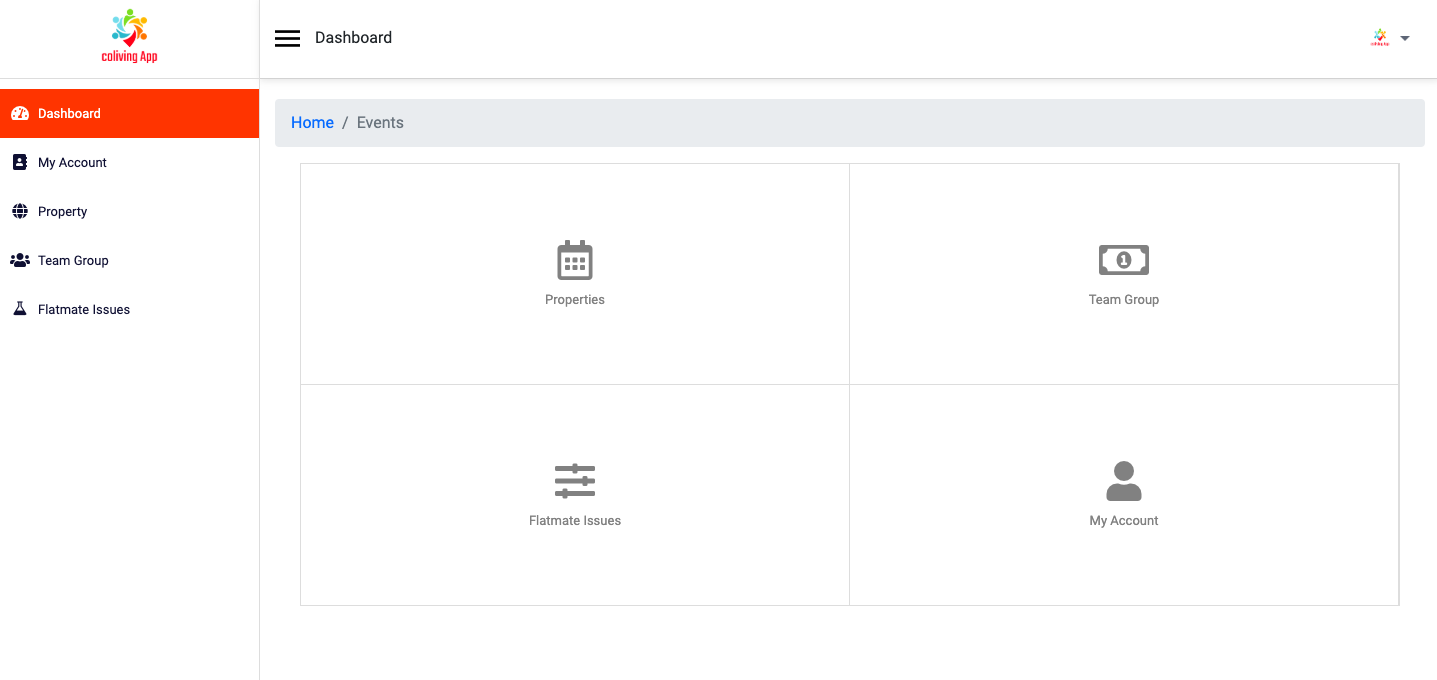 coliving App
Dashboard
Dashboard
My Account
Property
Team Group
Flatmate Issues
Home / Events
Properties
1
Team Group
Flatmate Issues
My Account